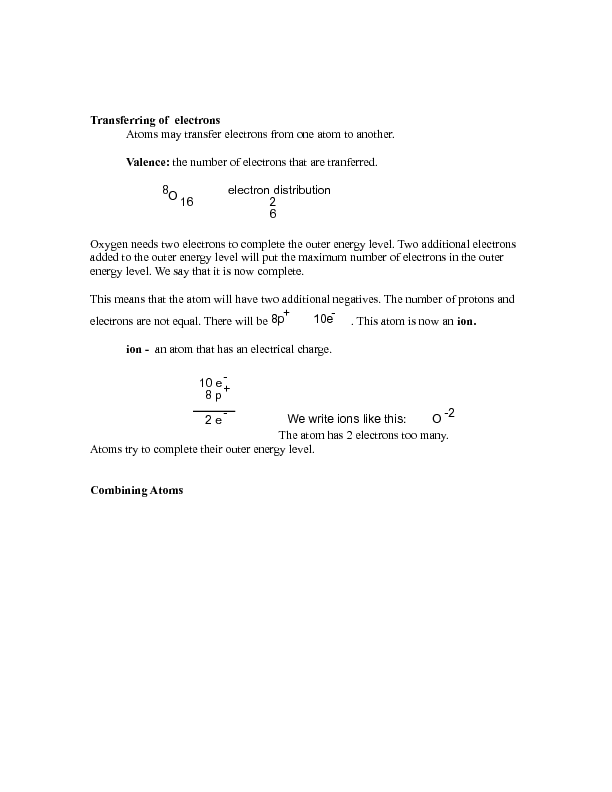 Transferring of electrons
Atoms may transfer electrons from one atom to another.
Valence: the number of electrons that are tranferred.
8O16 electron distribution
2
6
Oxygen needs two electrons to complete the outer energy level. Two additional electrons
added to the outer energy level will put the maximum number of electrons in the outer
energy level. We say that it is now complete.
This means that the atom will have two additional negatives. The number of protons and
electrons are not equal. There will be 8p+ 10e- . This atom is now an ion.
ion - an atom that has an electrical charge.
10 e-
8 p+
2 e- We write ions like this: O-2
The atom has 2 electrons too many.
Atoms try to complete their outer energy level.
Combining Atoms